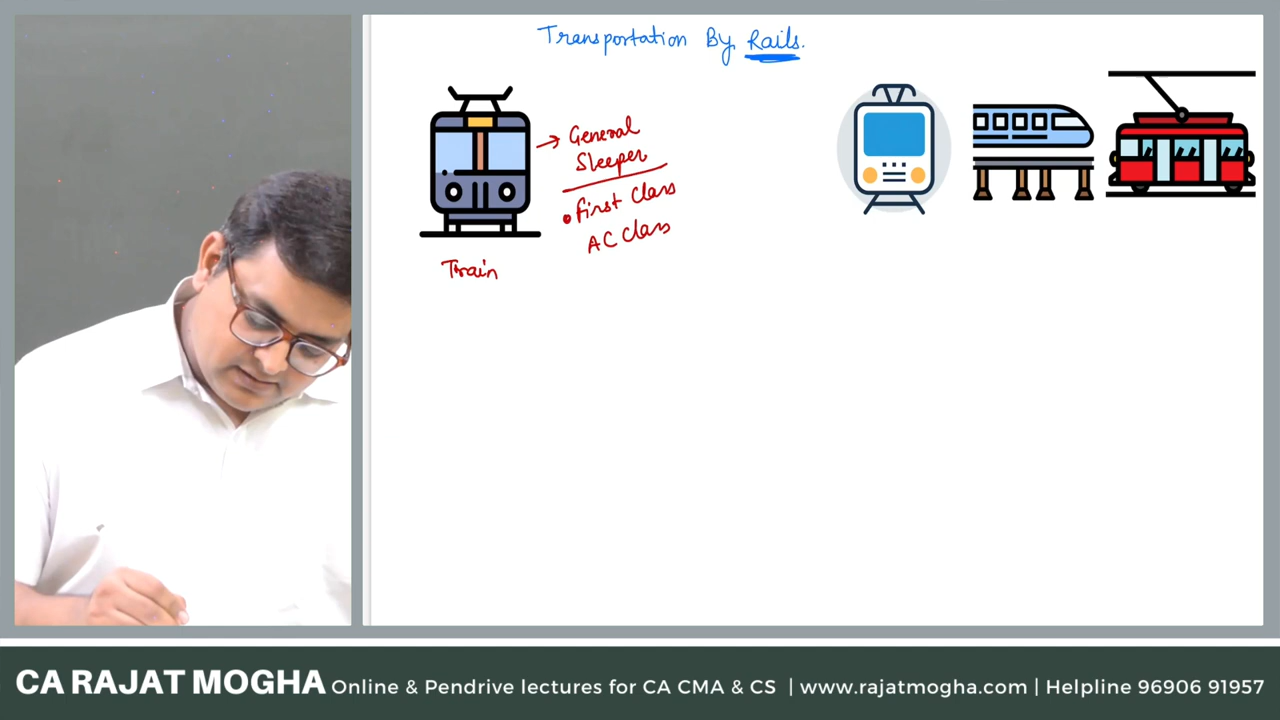 Transportation By Rails.
→ General
Sleeper
• First Class
AC Class
Train
CA RAJAT MOGHA Online & Pendrive lectures for CA CMA & CS | www.rajatmogha.com | Helpline 96906 91957